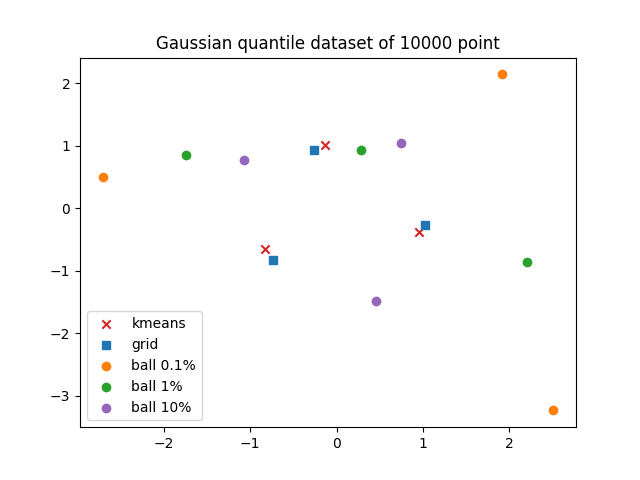 Gaussian quantile dataset of 10000 point
2
1
0
−1
−2
−3
kmeans
grid
ball 0.1%
ball 1%
ball 10%
−2 −1 0 1 2